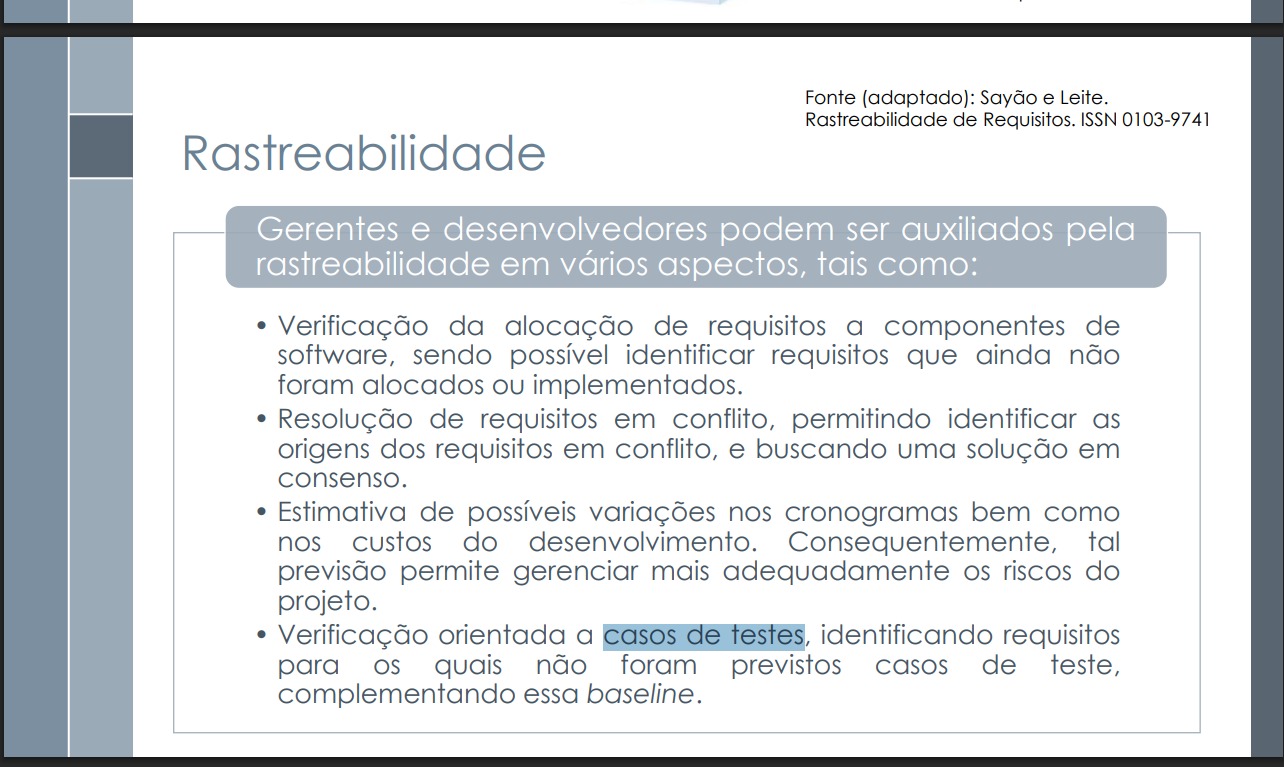 Fonte (adaptado): Sayão e Leite.
Rastreabilidade de Requisitos. ISSN 0103-9741
Rastreabilidade
Gerentes e desenvolvedores podem ser auxiliados pela
rastreabilidade em vários aspectos, tais como:
• Verificação da alocação de requisitos a componentes de
software, sendo possível identificar requisitos que ainda não
foram alocados ou implementados.
• Resolução de requisitos em conflito, permitindo identificar as
origens dos requisitos em conflito, e buscando uma solução em
consenso.
• Estimativa de possíveis variações nos cronogramas bem como
nos custos do desenvolvimento. Consequentemente, tal
previsão permite gerenciar mais adequadamente os riscos do
projeto.
• Verificação orientada a casos de testes, identificando requisitos
para os quais não foram previstos casos de teste,
complementando essa baseline.